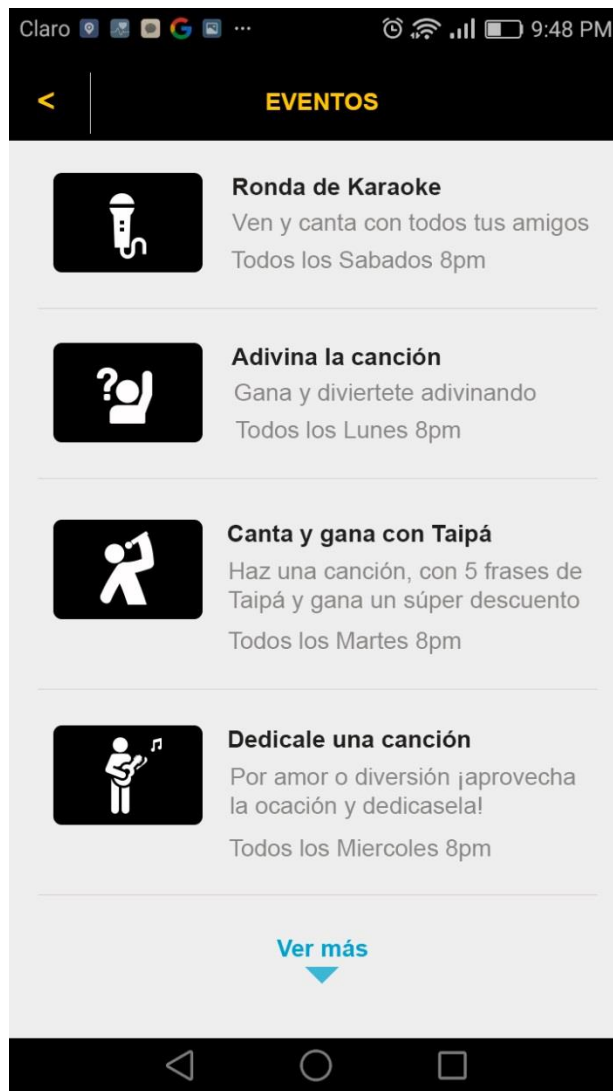 Claro ... 9:48 PM
< EVENTOS
Ronda de Karaoke
Ven y canta con todos tus amigos
Todos los Sabados 8pm
Adivina la canción
Gana y diviertete adivinando
Todos los Lunes 8pm
Canta y gana con Taipá
Haz una canción, con 5 frases de
Taipá y gana un súper descuento
Todos los Martes 8pm
Dedicale una canción
Por amor o diversión ¡aprovecha
la ocación y dedicasela!
Todos los Miercoles 8pm
Ver más